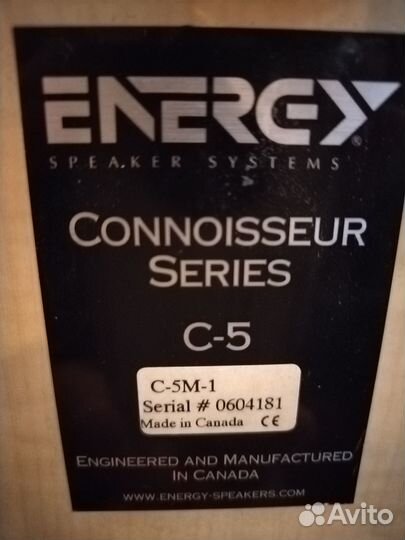 ENERGY®
SPEAKER SYSTEMS
CONNOISSEUR
SERIES
C-5
C-5M-1
Serial # 0604181
Made in Canada CE
ENGINEERED AND MANUFACTURED
IN CANADA
WWW.ENERGY-SPEAKERS.COM
Avito